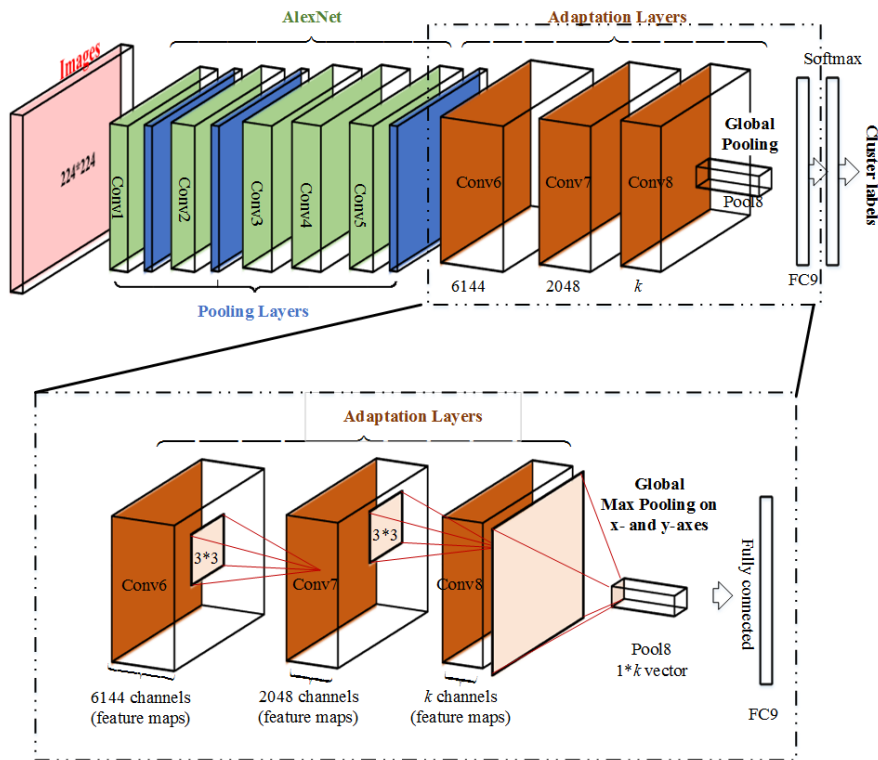 AlexNet
Adaptation Layers
Images
224*224
Softmax
Global
Pooling
Conv1
Conv2
Conv3
Conv4
Conv5
Conv6
Conv7
Conv8
Pool8
Cluster labels
6144
2048
k
FC9
Pooling Layers
Adaptation Layers
Global
Max Pooling on
x- and y-axes
3*3
3*3
Conv6
Conv7
Conv8
Fully connected
Pool8
1*k vector
6144 channels
(feature maps)
2048 channels
(feature maps)
k channels
(feature maps)
FC9